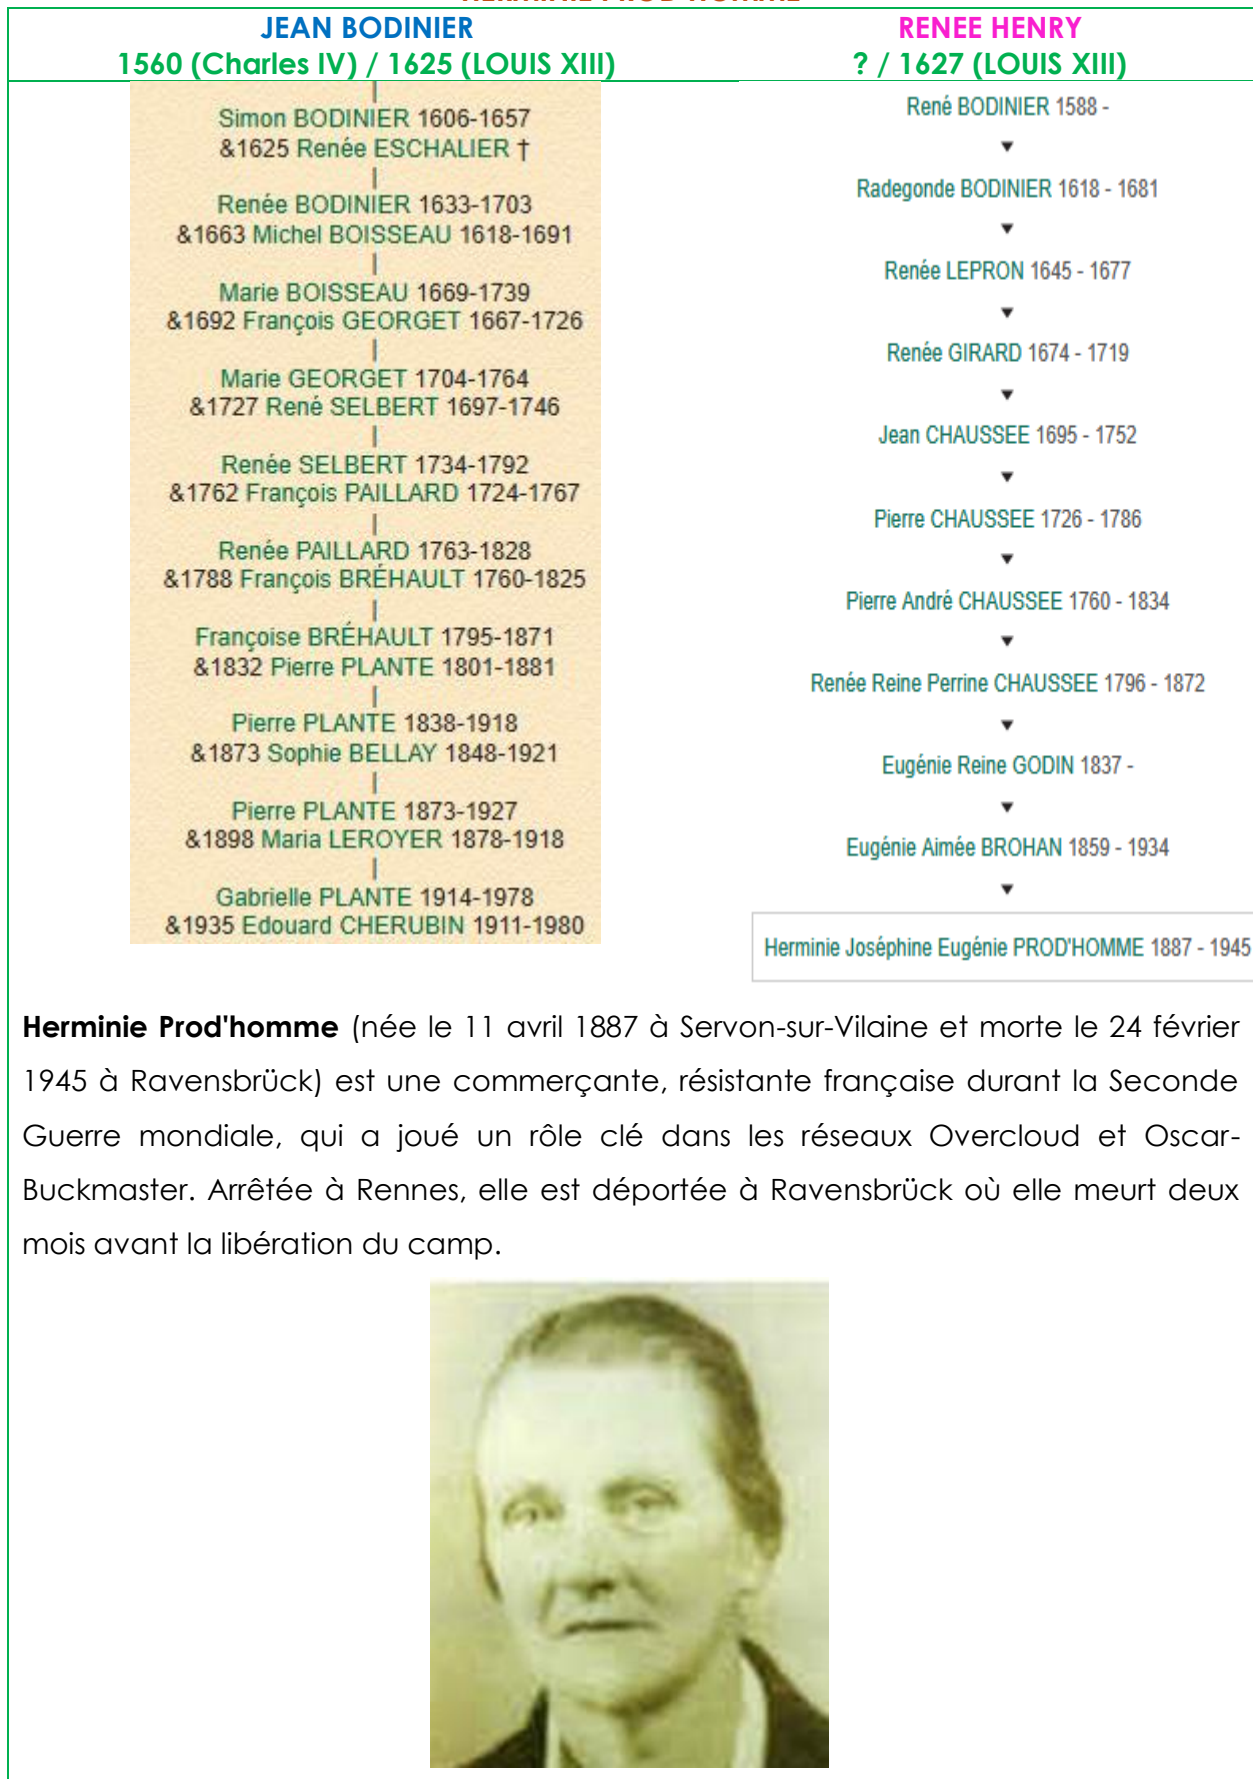 HERMINIE PROD'HOMME
JEAN BODINIER
1560 (Charles IV) / 1625 (LOUIS XIII)
RENEE HENRY
? / 1627 (LOUIS XIII)
Simon BODINIER 1606-1657
&1625 Renée ESCHALIER †
Renée BODINIER 1633-1703
&1663 Michel BOISSEAU 1618-1691
Marie BOISSEAU 1669-1739
&1692 François GEORGET 1667-1726
Marie GEORGET 1704-1764
&1727 René SELBERT 1697-1746
Renée SELBERT 1734-1792
&1762 François PAILLARD 1724-1767
Renée PAILLARD 1763-1828
&1788 François BRÉHAULT 1760-1825
Françoise BRÉHAULT 1795-1871
&1832 Pierre PLANTE 1801-1881
Pierre PLANTE 1838-1918
&1873 Sophie BELLAY 1848-1921
Pierre PLANTE 1873-1927
&1898 Maria LEROYER 1878-1918
Gabrielle PLANTE 1914-1978
&1935 Edouard CHERUBIN 1911-1980
René BODINIER 1588 -
Radegonde BODINIER 1618 - 1681
Renée LEPRON 1645 - 1677
Renée GIRARD 1674 - 1719
Jean CHAUSSEE 1695 - 1752
Pierre CHAUSSEE 1726 - 1786
Pierre André CHAUSSEE 1760 - 1834
Renée Reine Perrine CHAUSSEE 1796 - 1872
Eugénie Reine GODIN 1837 -
Eugénie Aimée BROHAN 1859 - 1934
Herminie Joséphine Eugénie PROD'HOMME 1887 - 1945
Herminie Prod'homme (née le 11 avril 1887 à Servon-sur-Vilaine et morte le 24 février
1945 à Ravensbrück) est une commerçante, résistante française durant la Seconde
Guerre mondiale, qui a joué un rôle clé dans les réseaux Overcloud et Oscar-
Buckmaster. Arrêtée à Rennes, elle est déportée à Ravensbrück où elle meurt deux
mois avant la libération du camp.